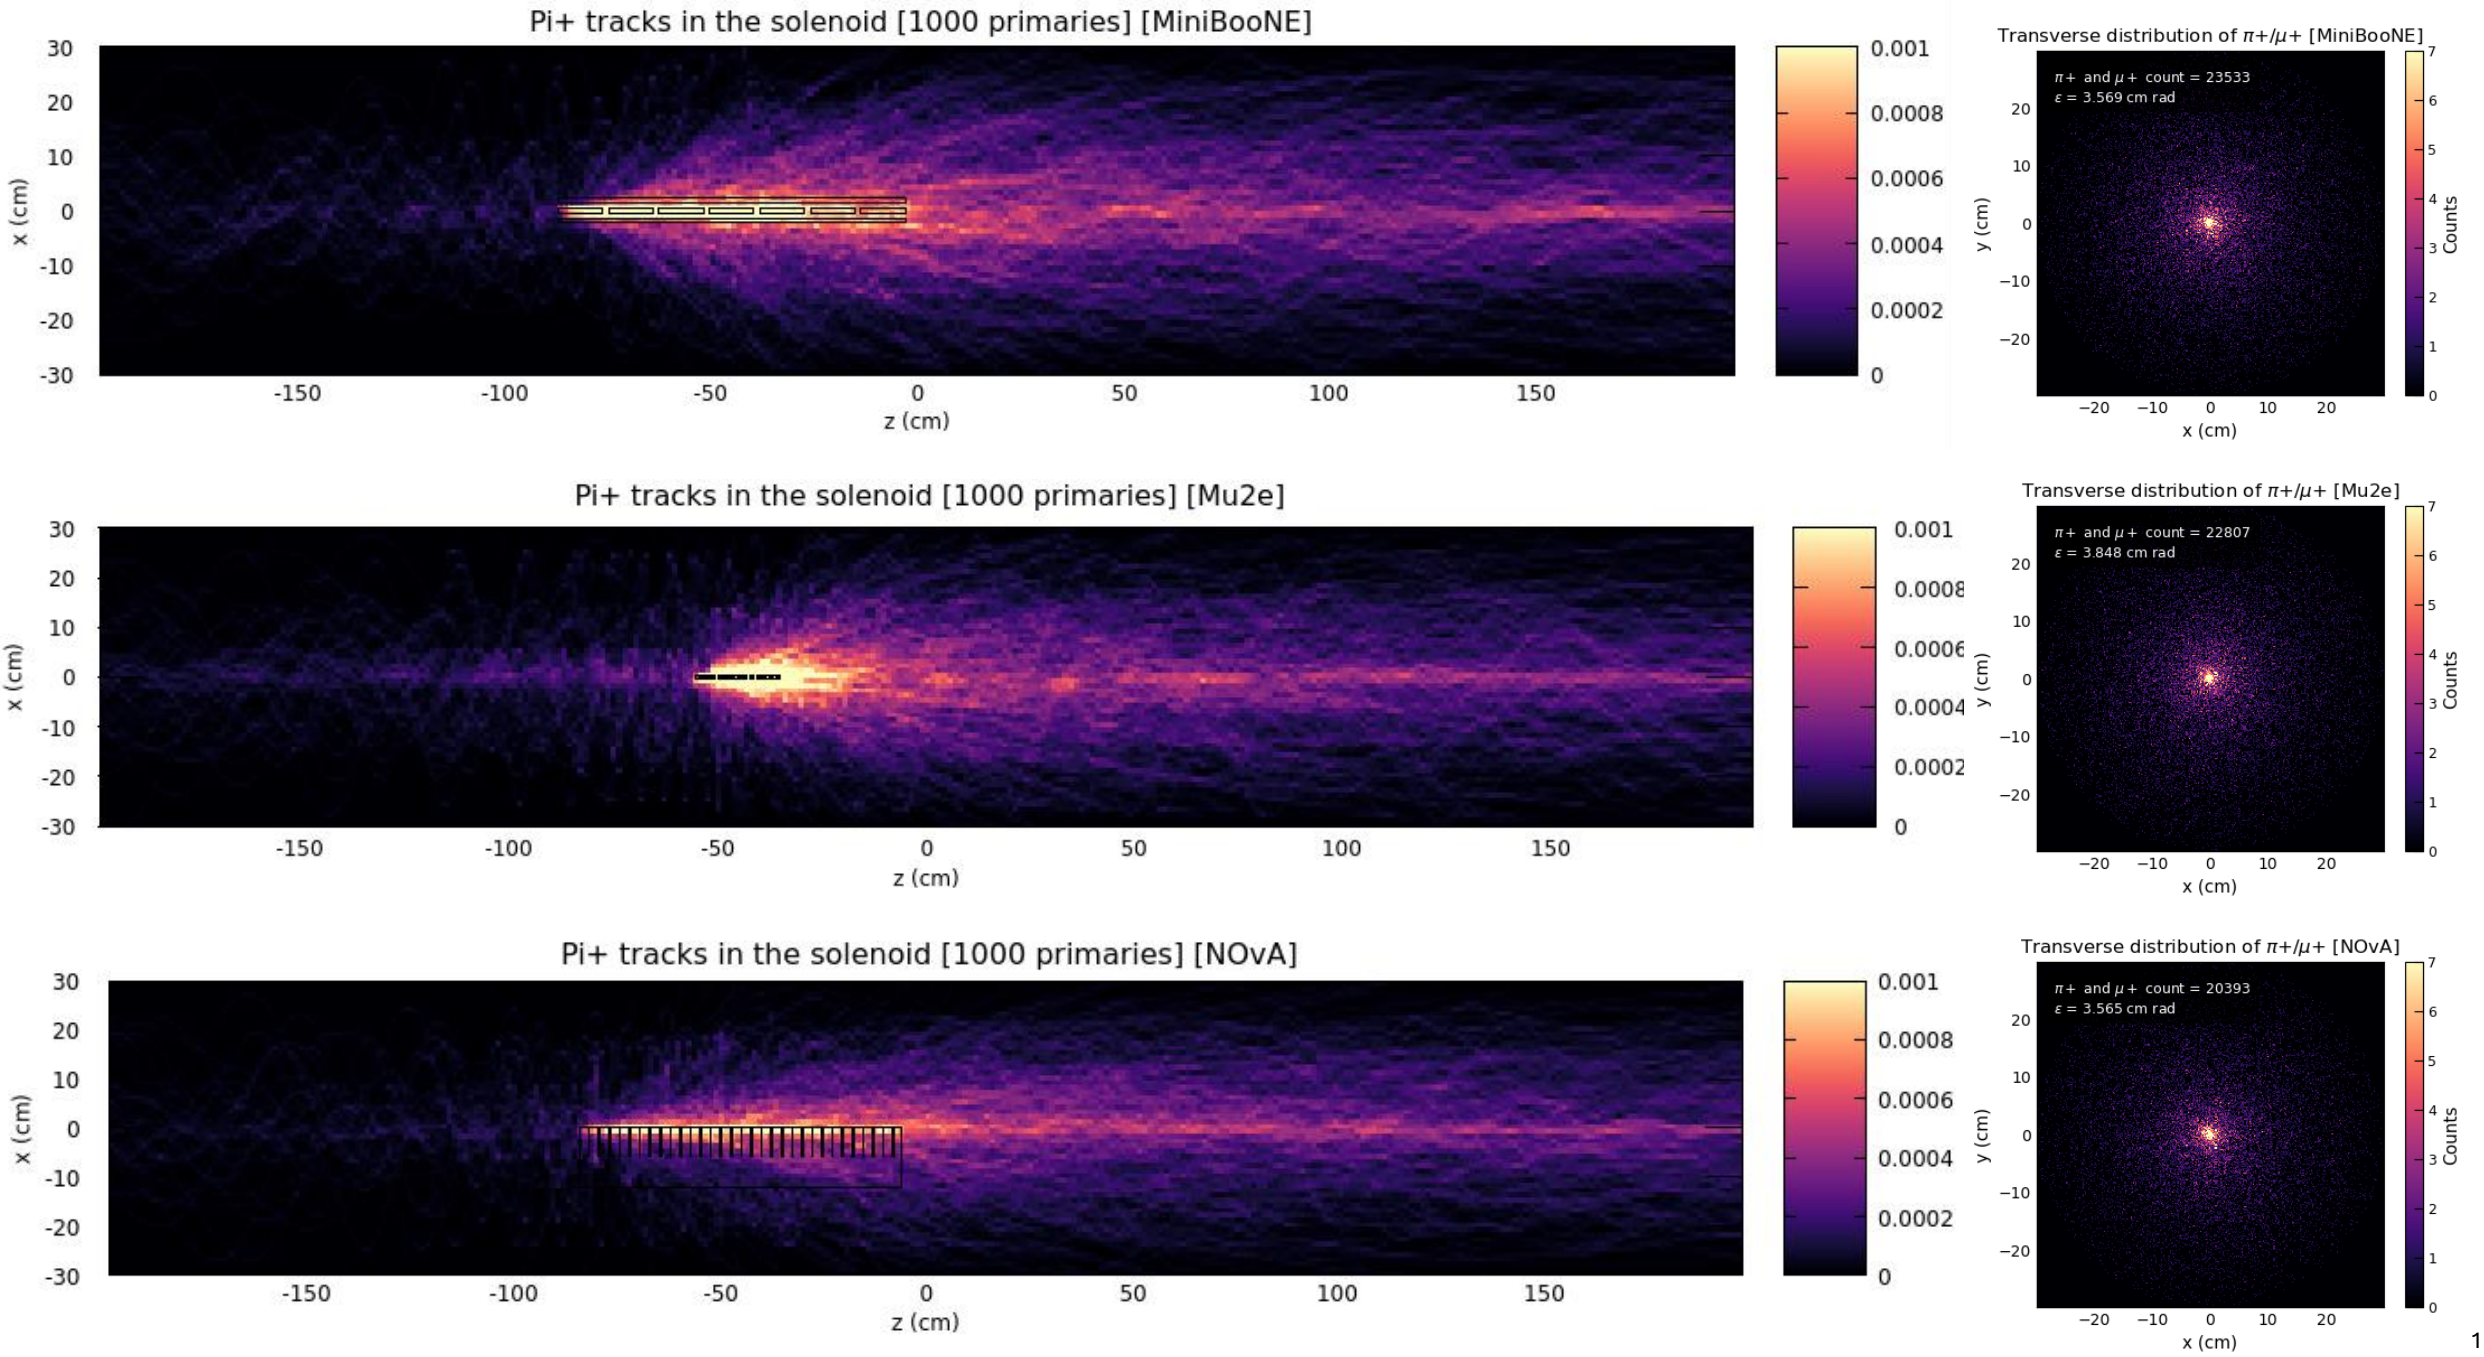 Pi+ tracks in the solenoid [1000 primaries] [MiniBooNE]
30
20
10
0
-10
-20
-30
x (cm)
-150 -100 -50 0 50 100 150
z (cm)
0.001
0.0008
0.0006
0.0004
0.0002
0
Transverse distribution of π+/μ+ [MiniBooNE]
π+ and μ+ count = 23533
ε = 3.569 cm rad
20
10
0
−10
−20
y (cm)
−20 −10 0 10 20
x (cm)
7
6
5
4
3
2
1
0
Counts
Pi+ tracks in the solenoid [1000 primaries] [Mu2e]
30
20
10
0
-10
-20
-30
x (cm)
-150 -100 -50 0 50 100 150
z (cm)
0.001
0.0008
0.0006
0.0004
0.0002
0
Transverse distribution of π+/μ+ [Mu2e]
π+ and μ+ count = 22807
ε = 3.848 cm rad
20
10
0
−10
−20
y (cm)
−20 −10 0 10 20
x (cm)
7
6
5
4
3
2
1
0
Counts
Pi+ tracks in the solenoid [1000 primaries] [NOvA]
30
20
10
0
-10
-20
-30
x (cm)
-150 -100 -50 0 50 100 150
z (cm)
0.001
0.0008
0.0006
0.0004
0.0002
0
Transverse distribution of π+/μ+ [NOvA]
π+ and μ+ count = 20393
ε = 3.565 cm rad
20
10
0
−10
−20
y (cm)
−20 −10 0 10 20
x (cm)
7
6
5
4
3
2
1
0
Counts
1